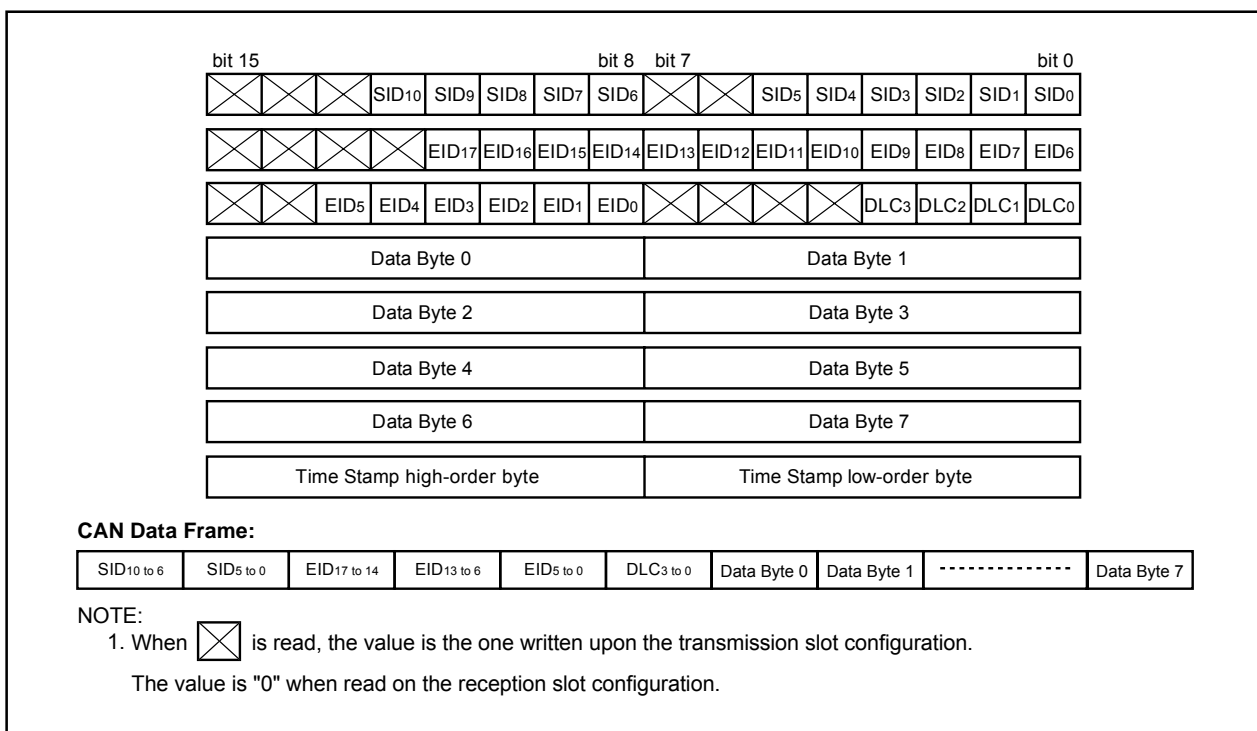 bit 15 bit 8 bit 7 bit 0
SID10 SID9 SID8 SID7 SID6 SID5 SID4 SID3 SID2 SID1 SID0
EID17 EID16 EID15 EID14 EID13 EID12 EID11 EID10 EID9 EID8 EID7 EID6
EID5 EID4 EID3 EID2 EID1 EID0 DLC3 DLC2 DLC1 DLC0
Data Byte 0 Data Byte 1
Data Byte 2 Data Byte 3
Data Byte 4 Data Byte 5
Data Byte 6 Data Byte 7
Time Stamp high-order byte Time Stamp low-order byte
CAN Data Frame:
SID10 to 6 SID5 to 0 EID17 to 14 EID13 to 6 EID5 to 0 DLC3 to 0 Data Byte 0 Data Byte 1 Data Byte 7
NOTE:
1. When is read, the value is the one written upon the transmission slot configuration.
The value is "0" when read on the reception slot configuration.